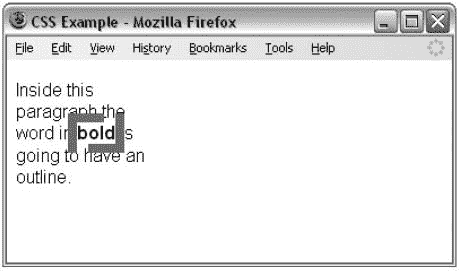 CSS Example - Mozilla Firefox
File Edit View History Bookmarks Tools Help
Inside this
paragraph the
word in bold is
going to have an
outline.